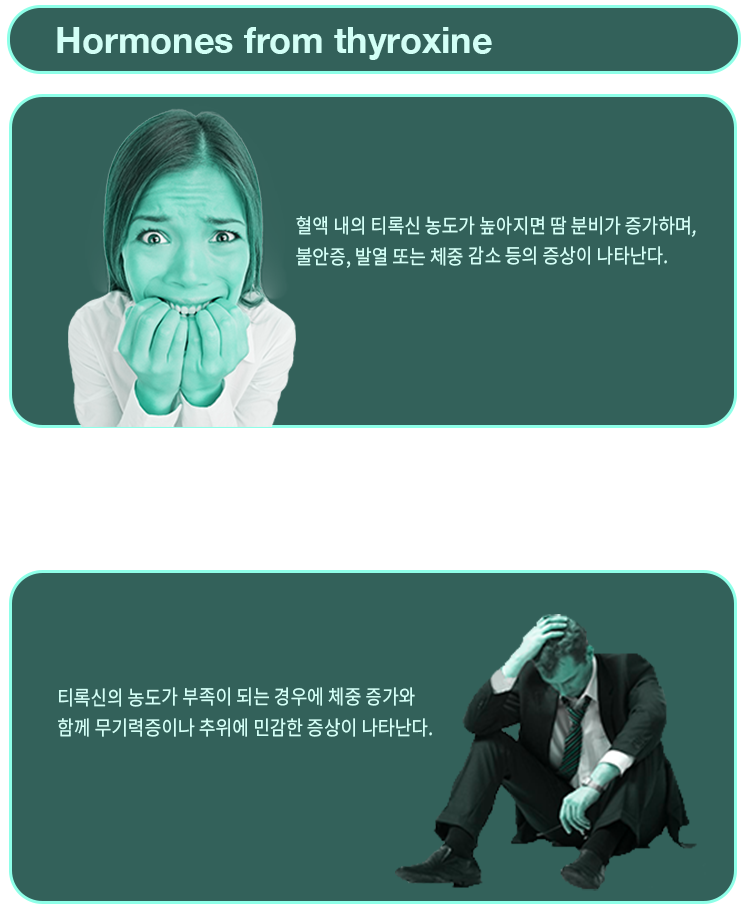 Hormones from thyroxine
혈액 내의 티록신 농도가 높아지면 땀 분비가 증가하며,
불안증, 발열 또는 체중 감소 등의 증상이 나타난다.
티록신의 농도가 부족이 되는 경우에 체중 증가와
함께 무기력증이나 추위에 민감한 증상이 나타난다.